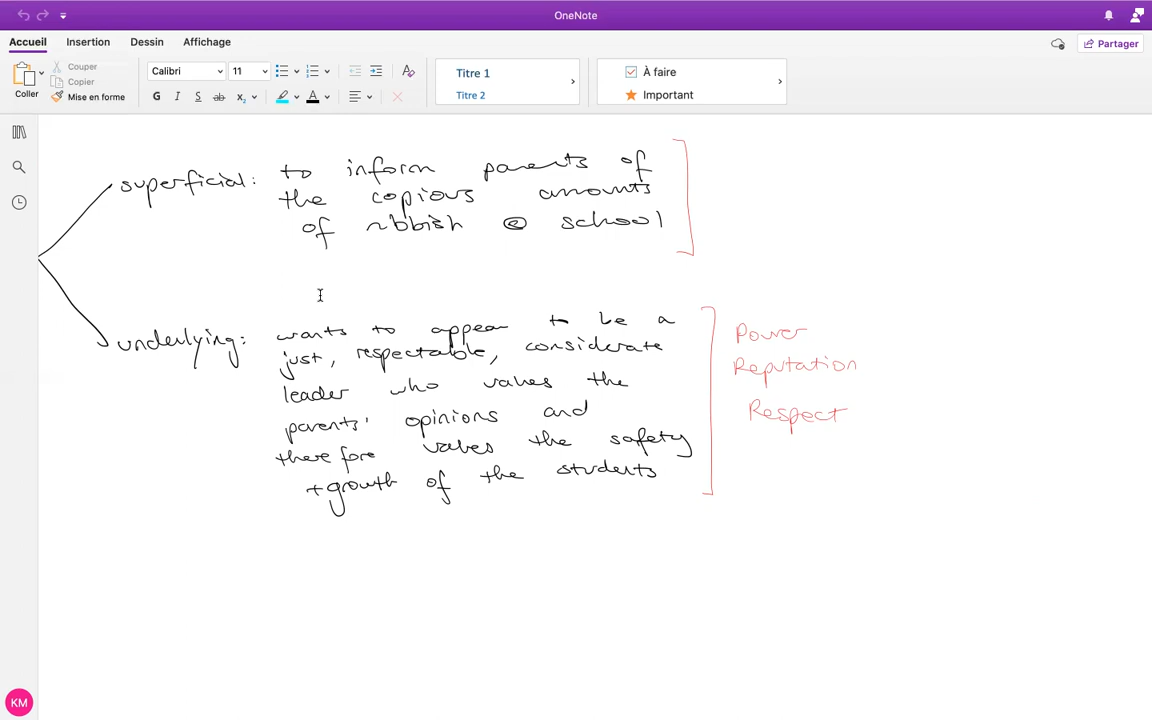 OneNote
Accueil Insertion Dessin Affichage
Partager
Coller
Couper
Copier
Mise en forme
Calibri 11
G I S ab x₂ A
Titre 1
Titre 2
À faire
Important
superficial: to inform parents of
the copious amounts
of rubbish @ school
underlying: wants to appear to be a
just, respectable, considerate
leader who values the
parents' opinions and
therefore values the safety
+ growth of the students
Power
Reputation
Respect
KM